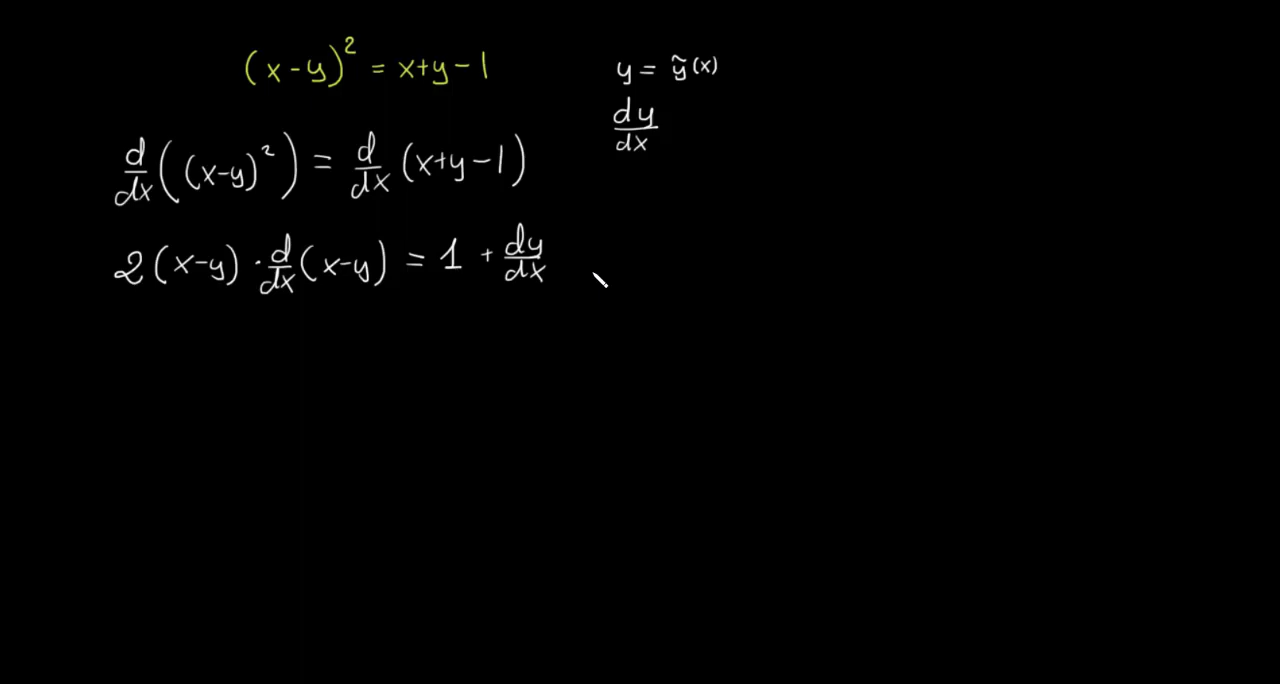 (x-y)² = x+y-1
y = ỹ(x)
dy/dx
d/dx((x-y)²) = d/dx(x+y-1)
2(x-y)·d/dx(x-y) = 1 + dy/dx